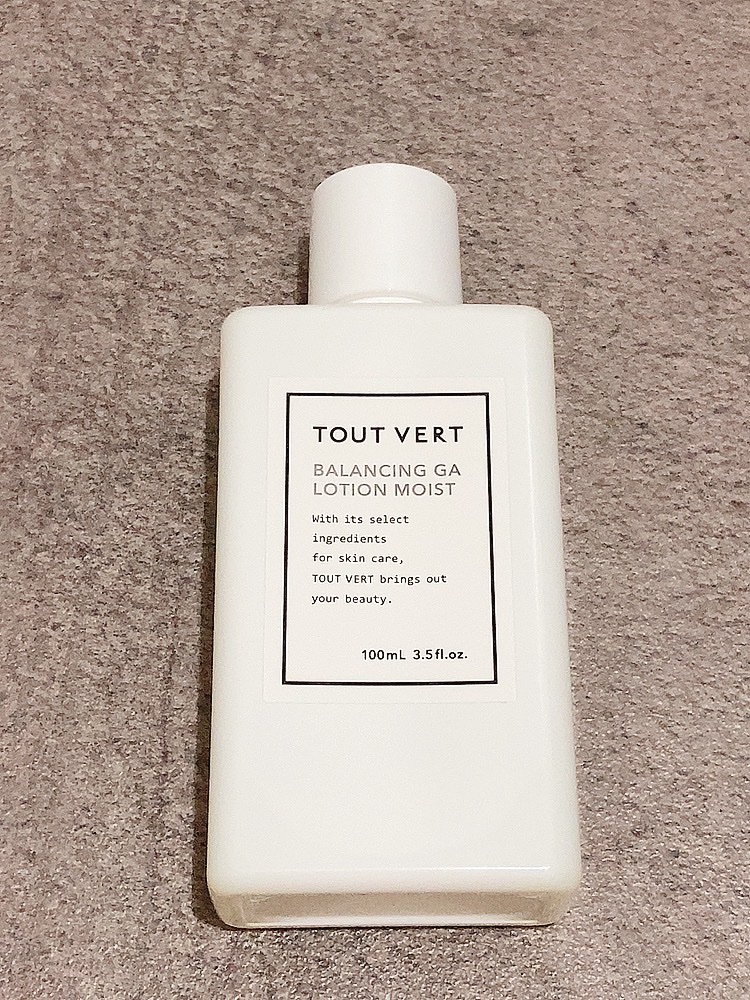 TOUT VERT
BALANCING GA
LOTION MOIST
With its select
ingredients
for skin care,
TOUT VERT brings out
your beauty.
100mL 3.5fl.oz.